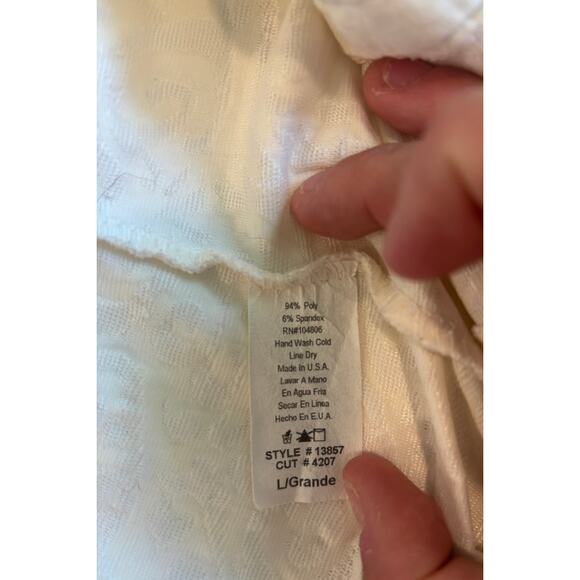 94% Poly
6% Spandex
RN#104806
Hand Wash Cold
Line Dry
Made In U.S.A.
Lavar A Mano
En Agua Fria
Secar En Linea
Hecho En E.U.A.
STYLE # 13857
CUT # 4207
L/Grande